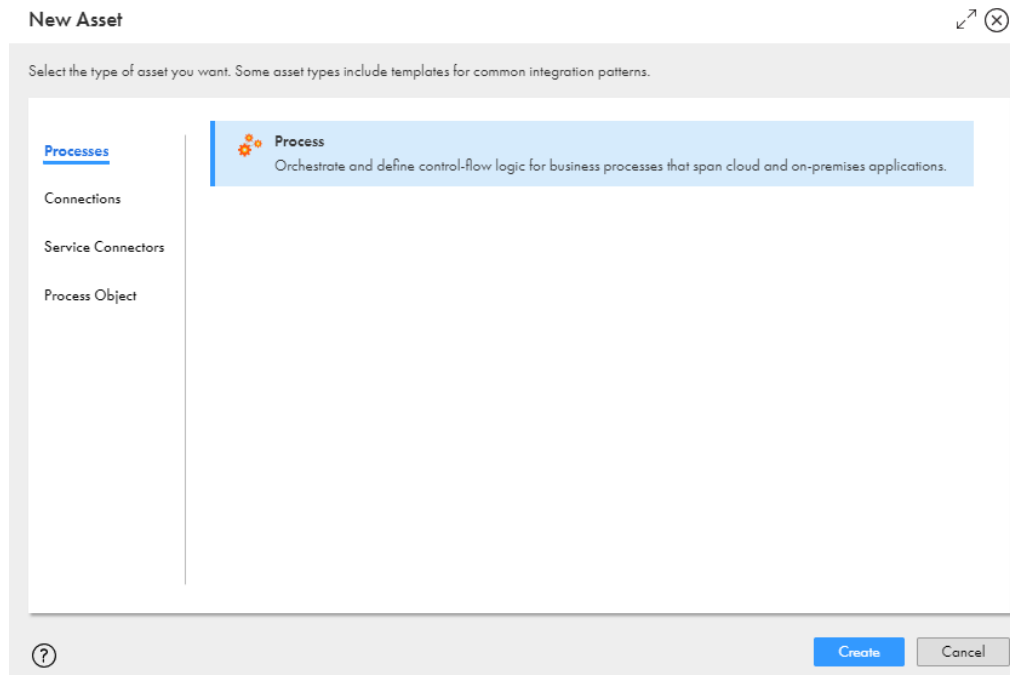 New Asset
Select the type of asset you want. Some asset types include templates for common integration patterns.
Processes
Connections
Service Connectors
Process Object
Process
Orchestrate and define control-flow logic for business processes that span cloud and on-premises applications.
?
Create
Cancel